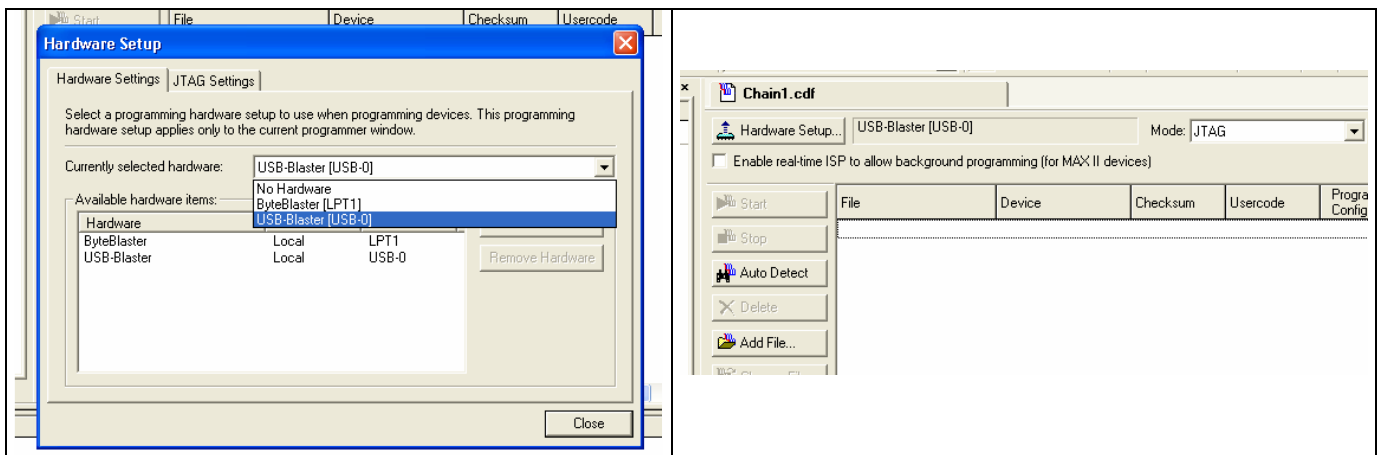 Start File Device Checksum Usercode
Hardware Setup
Hardware Settings JTAG Settings
Select a programming hardware setup to use when programming devices. This programming
hardware setup applies only to the current programmer window.
Currently selected hardware: USB-Blaster [USB-0]
No Hardware
ByteBlaster [LPT1]
USB-Blaster [USB-0]
Available hardware items:
Hardware
ByteBlaster Local LPT1
USB-Blaster Local USB-0
Remove Hardware
Close
Chain1.cdf
Hardware Setup... USB-Blaster [USB-0] Mode: JTAG
Enable real-time ISP to allow background programming (for MAX II devices)
Start File Device Checksum Usercode Progra
Config
Stop
Auto Detect
Delete
Add File...